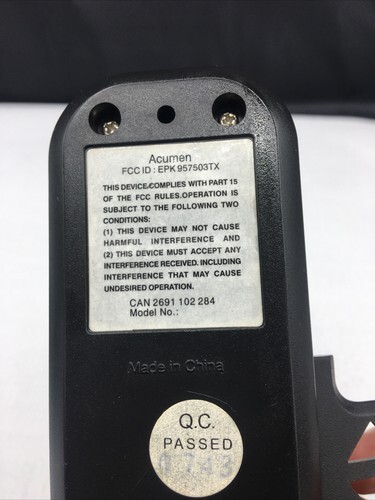 Acumen
FCC ID : EPK 957503TX
THIS DEVICE.COMPLIES WITH PART 15
OF THE FCC RULES.OPERATION IS
SUBJECT TO THE FOLLOWING TWO
CONDITIONS:
(1) THIS DEVICE MAY NOT CAUSE
HARMFUL INTERFERENCE AND
(2) THIS DEVICE MUST ACCEPT ANY
INTERFERENCE RECEIVED. INCLUDING
INTERFERENCE THAT MAY CAUSE
UNDESIRED OPERATION.
CAN 2691 102 284
Model No.:
Made in China
Q.C.
PASSED